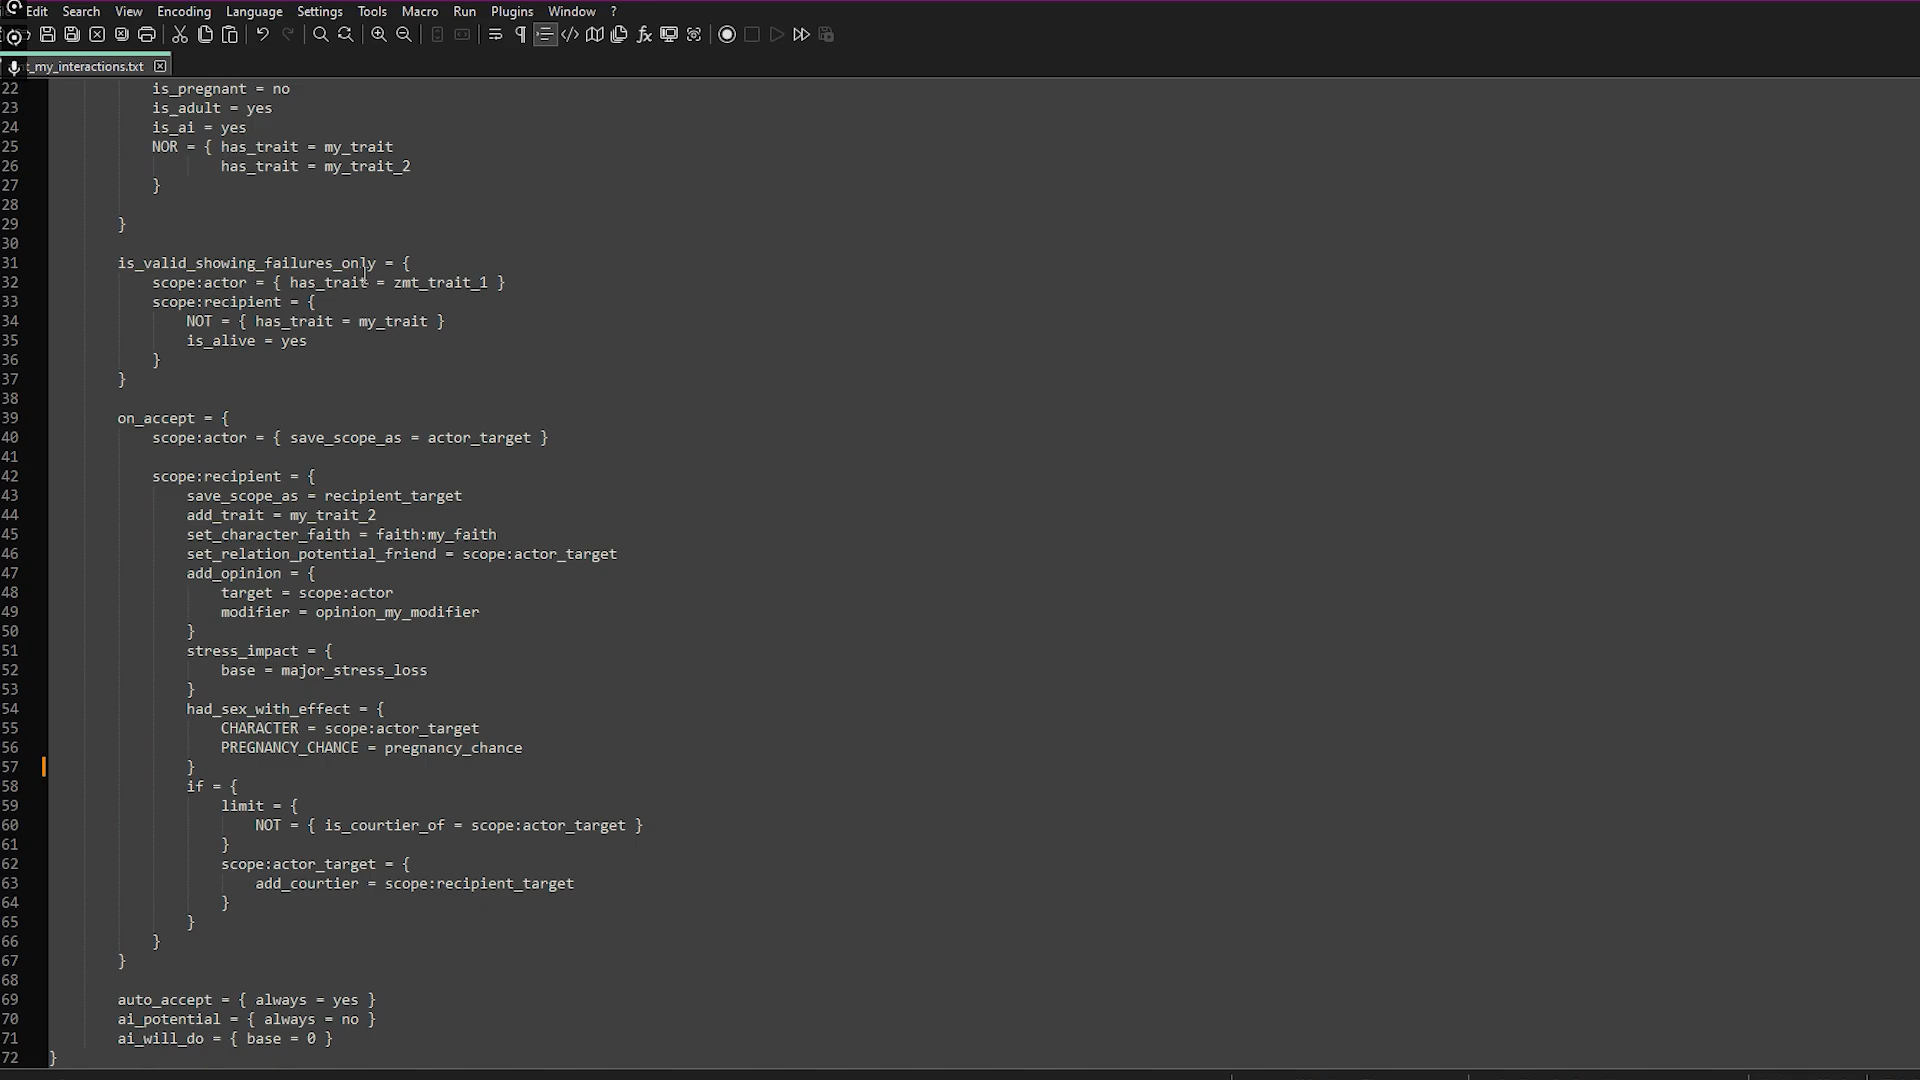 Edit Search View Encoding Language Settings Tools Macro Run Plugins Window ?
_my_interactions.txt
22 is_pregnant = no
23 is_adult = yes
24 is_ai = yes
25 NOR = { has_trait = my_trait
26 has_trait = my_trait_2
27 }
28
29 }
30
31 is_valid_showing_failures_only = {
32 scope:actor = { has_trait = zmt_trait_1 }
33 scope:recipient = {
34 NOT = { has_trait = my_trait }
35 is_alive = yes
36 }
37 }
38
39 on_accept = {
40 scope:actor = { save_scope_as = actor_target }
41
42 scope:recipient = {
43 save_scope_as = recipient_target
44 add_trait = my_trait_2
45 set_character_faith = faith:my_faith
46 set_relation_potential_friend = scope:actor_target
47 add_opinion = {
48 target = scope:actor
49 modifier = opinion_my_modifier
50 }
51 stress_impact = {
52 base = major_stress_loss
53 }
54 had_sex_with_effect = {
55 CHARACTER = scope:actor_target
56 PREGNANCY_CHANCE = pregnancy_chance
57 }
58 if = {
59 limit = {
60 NOT = { is_courtier_of = scope:actor_target }
61 }
62 scope:actor_target = {
63 add_courtier = scope:recipient_target
64 }
65 }
66 }
67 }
68
69 auto_accept = { always = yes }
70 ai_potential = { always = no }
71 ai_will_do = { base = 0 }
72 }